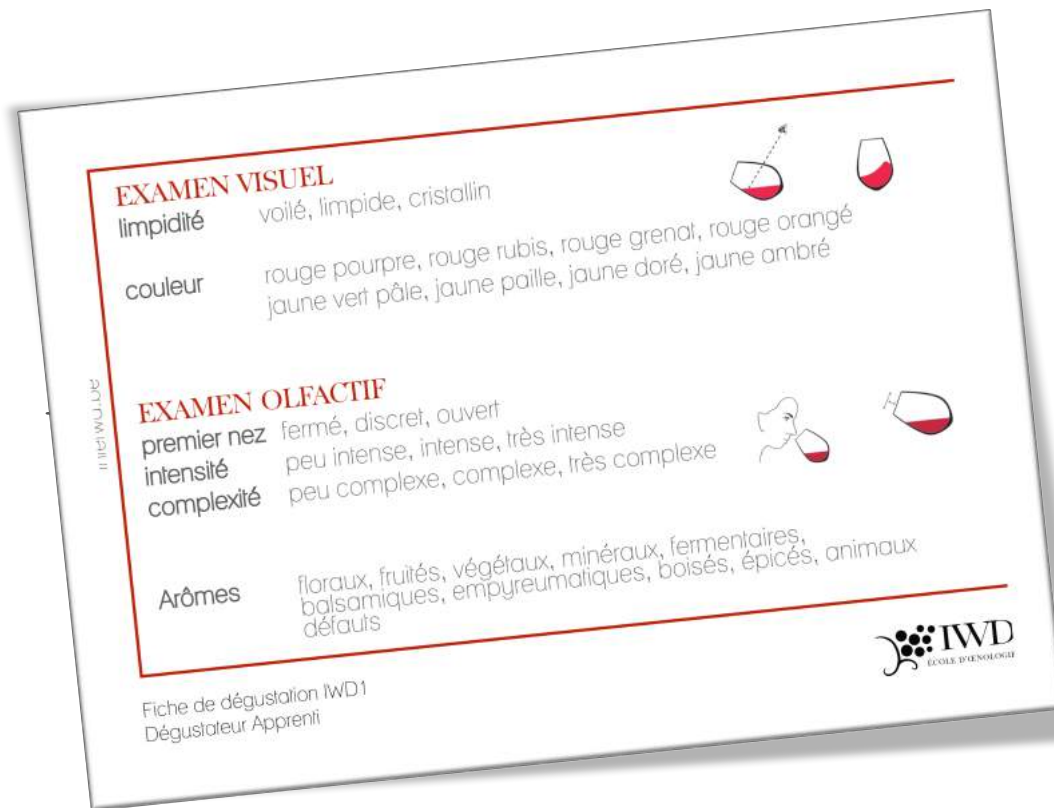 EXAMEN VISUEL
limpidité voilé, limpide, cristallin
couleur rouge pourpre, rouge rubis, rouge grenat, rouge orangé
jaune vert pâle, jaune paille, jaune doré, jaune ambré
EXAMEN OLFACTIF
premier nez fermé, discret, ouvert
intensité peu intense, intense, très intense
complexité peu complexe, complexe, très complexe
Arômes floraux, fruités, végétaux, minéraux, fermentaires,
balsamiques, empyreumatiques, boisés, épicés, animaux
défauts
IWD
ÉCOLE D'ŒNOLOGIE
Fiche de dégustation IWD1
Dégustateur Apprenti